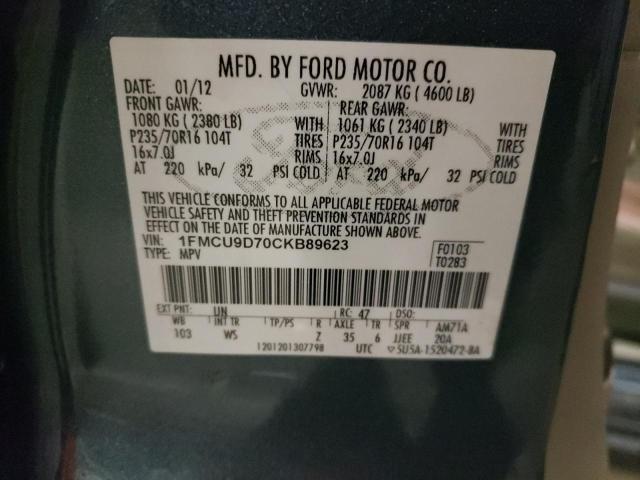 MFD. BY FORD MOTOR CO.
DATE: 01/12 GVWR: 2087 KG ( 4600 LB)
FRONT GAWR: REAR GAWR:
1080 KG ( 2380 LB) WITH 1061 KG ( 2340 LB) WITH
P235/70R16 104T TIRES P235/70R16 104T TIRES
16x7.0J RIMS 16x7.0J RIMS
AT 220 kPa/ 32 PSI COLD AT 220 kPa/ 32 PSI COLD
THIS VEHICLE CONFORMS TO ALL APPLICABLE FEDERAL MOTOR
VEHICLE SAFETY AND THEFT PREVENTION STANDARDS IN
EFFECT ON THE DATE OF MANUFACTURE SHOWN ABOVE.
VIN: 1FMCU9D70CKB89623 F0103
TYPE: MPV T0283
EXT PNT: UN RC: 47 DSO:
WB INT TR TP/PS R AXLE TR SPR AM71A
103 WS Z 35 6 JJEE 20A
1201201307798 UTC ▽5U5A-1520472-BA